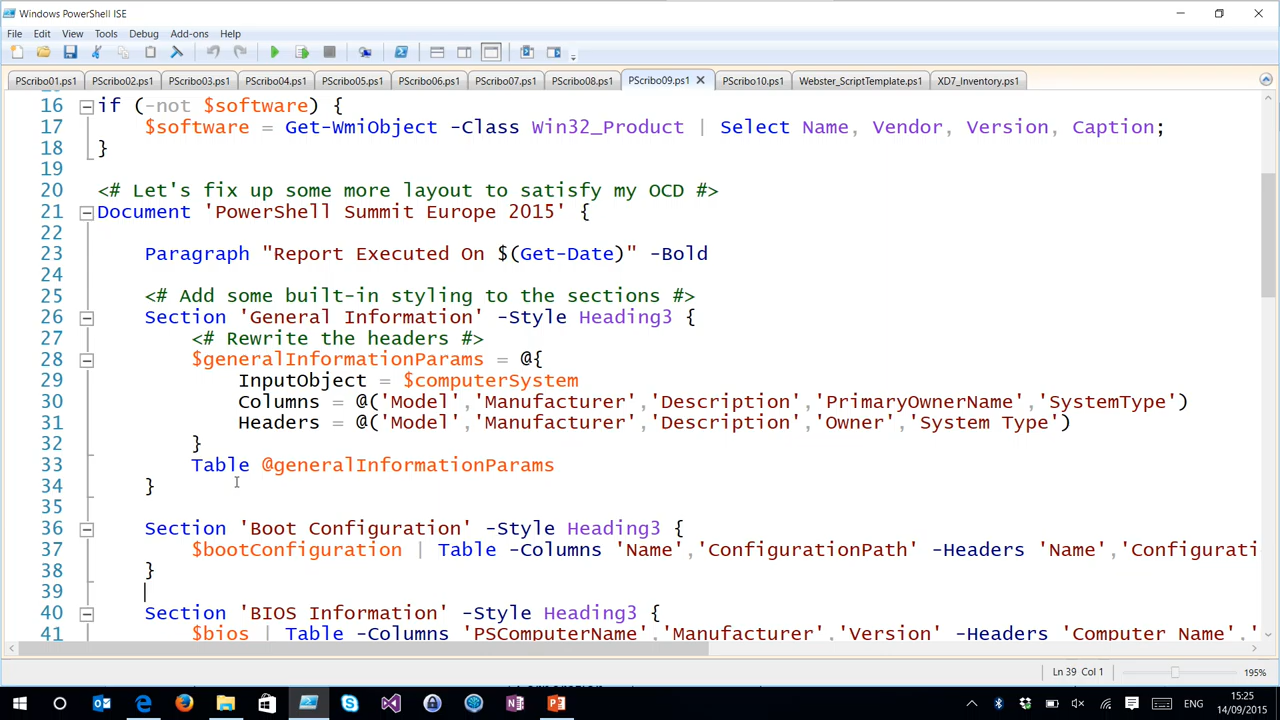 Windows PowerShell ISE
File Edit View Tools Debug Add-ons Help
PScribo01.ps1 PScribo02.ps1 PScribo03.ps1 PScribo04.ps1 PScribo05.ps1 PScribo06.ps1 PScribo07.ps1 PScribo08.ps1 PScribo09.ps1 PScribo10.ps1 Webster_ScriptTemplate.ps1 XD7_Inventory.ps1
16 if (-not $software) {
17 $software = Get-WmiObject -Class Win32_Product | Select Name, Vendor, Version, Caption;
18 }
19
20 <# Let's fix up some more layout to satisfy my OCD #>
21 Document 'PowerShell Summit Europe 2015' {
22
23 Paragraph "Report Executed On $(Get-Date)" -Bold
24
25 <# Add some built-in styling to the sections #>
26 Section 'General Information' -Style Heading3 {
27 <# Rewrite the headers #>
28 $generalInformationParams = @{
29 InputObject = $computerSystem
30 Columns = @('Model','Manufacturer','Description','PrimaryOwnerName','SystemType')
31 Headers = @('Model','Manufacturer','Description','Owner','System Type')
32 }
33 Table @generalInformationParams
34 }
35
36 Section 'Boot Configuration' -Style Heading3 {
37 $bootConfiguration | Table -Columns 'Name','ConfigurationPath' -Headers 'Name','Configurati
38 }
39
40 Section 'BIOS Information' -Style Heading3 {
41 $bios | Table -Columns 'PSComputerName','Manufacturer','Version' -Headers 'Computer Name','
Ln 39 Col 1 195%
ENG
15:25
14/09/2015